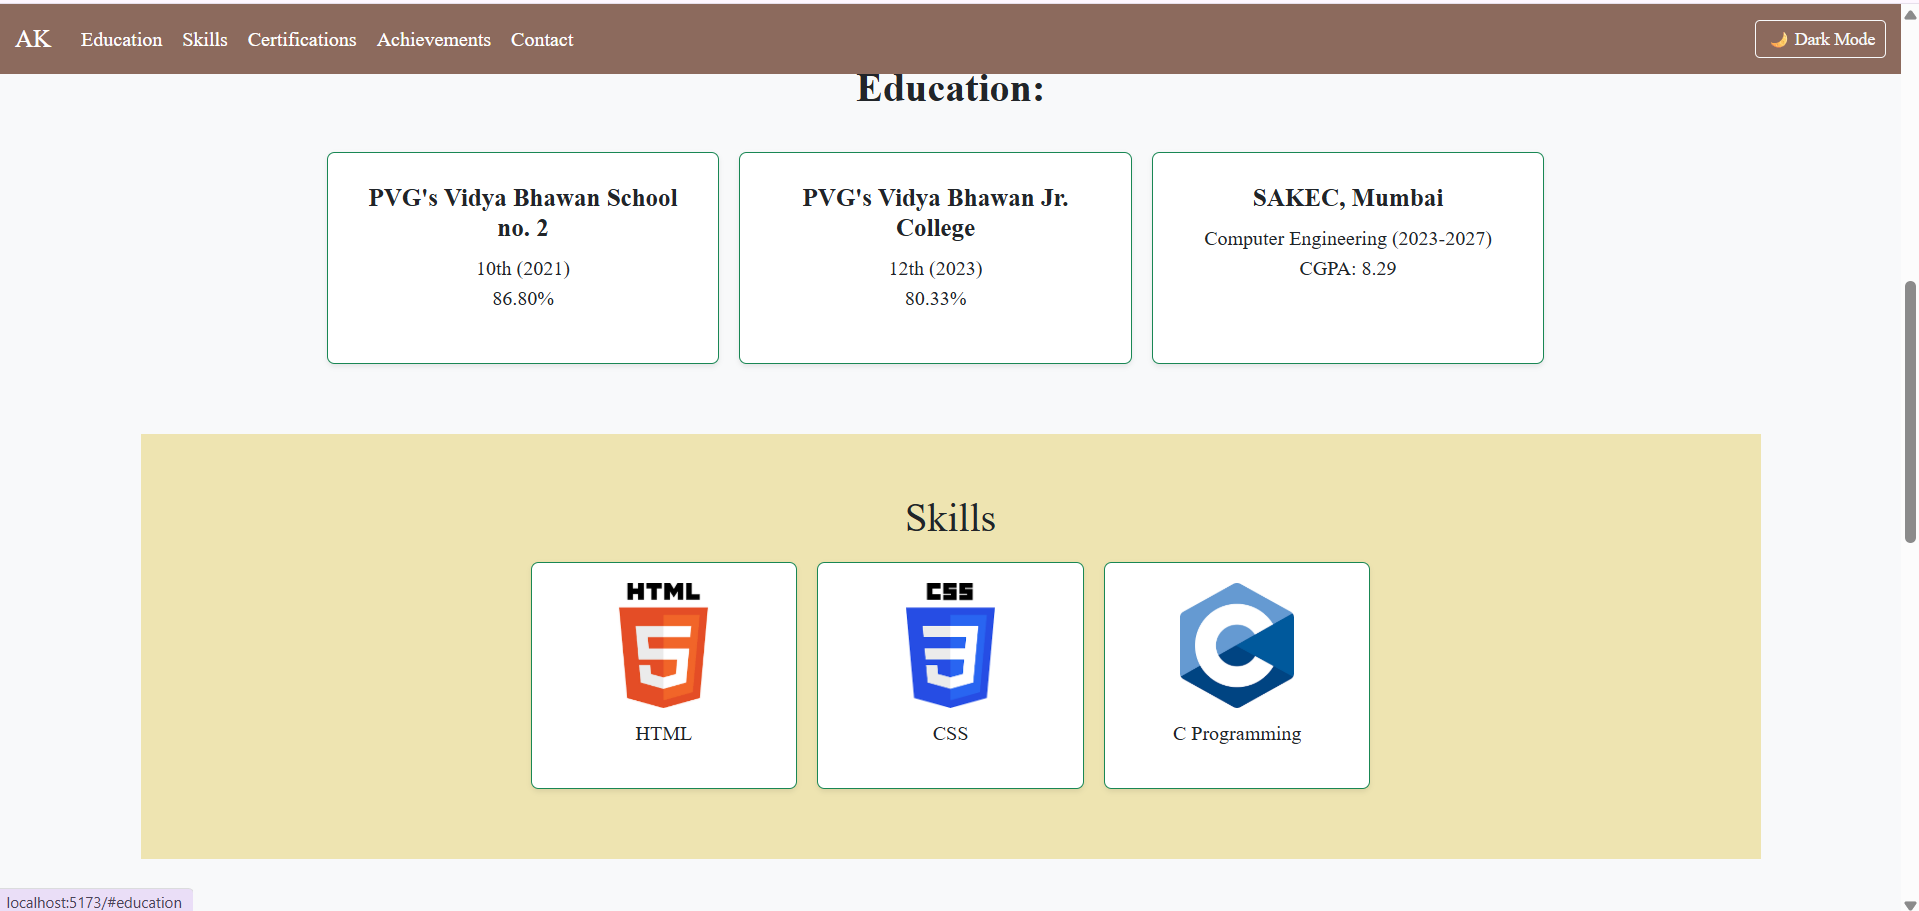 AK Education Skills Certifications Achievements Contact 🌙 Dark Mode
Education:
PVG's Vidya Bhawan School
no. 2
10th (2021)
86.80%
PVG's Vidya Bhawan Jr.
College
12th (2023)
80.33%
SAKEC, Mumbai
Computer Engineering (2023-2027)
CGPA: 8.29
Skills
HTML
5
HTML
CSS
3
CSS
C
C Programming
localhost:5173/#education